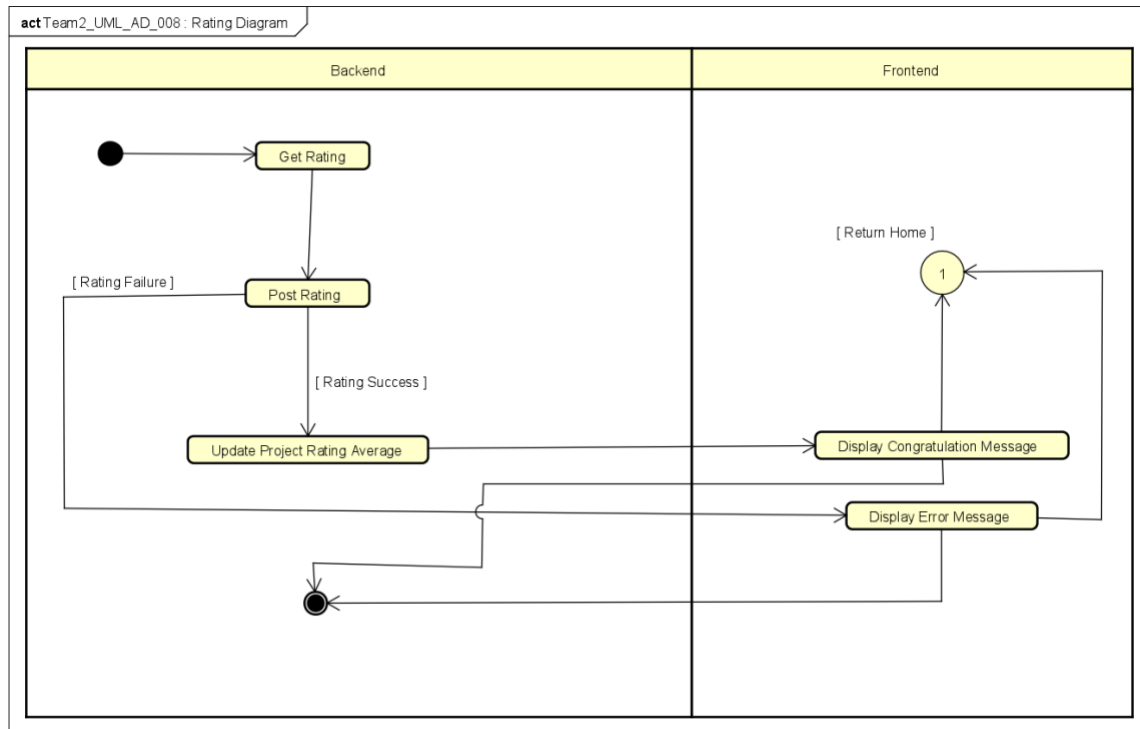 act Team2_UML_AD_008 : Rating Diagram
Backend
Frontend
Get Rating
[ Return Home ]
1
[ Rating Failure ]
Post Rating
[ Rating Success ]
Update Project Rating Average
Display Congratulation Message
Display Error Message